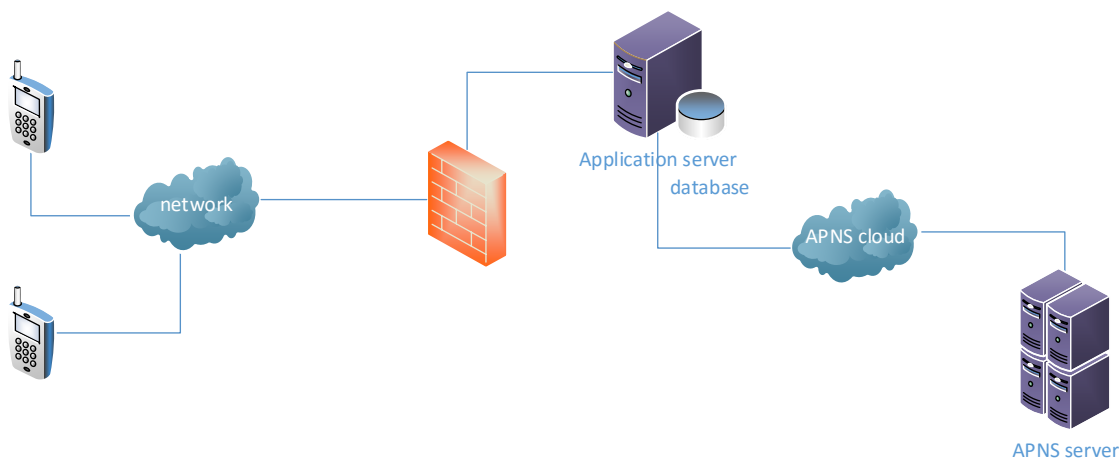 network
Application server
database
APNS cloud
APNS server